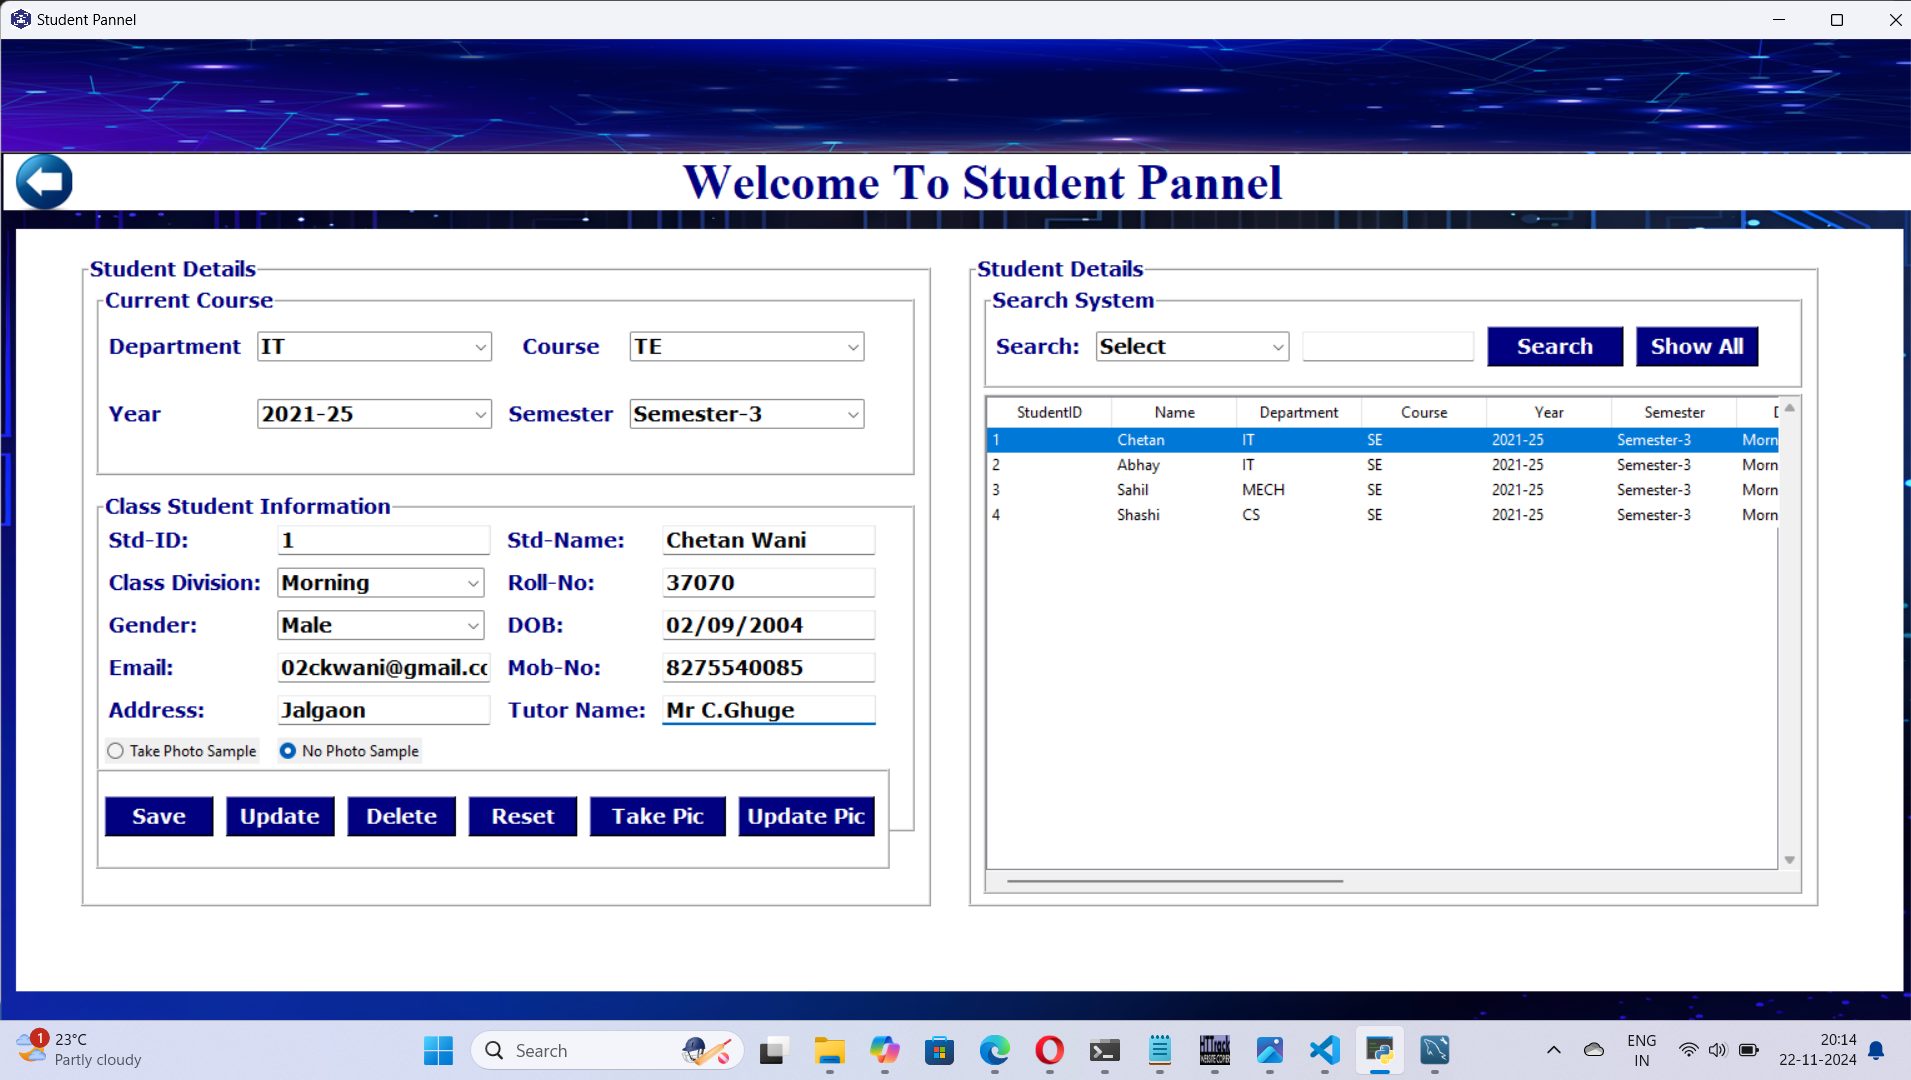 Student Pannel
Welcome To Student Pannel
Student Details
Current Course
Department IT Course TE
Year 2021-25 Semester Semester-3
Class Student Information
Std-ID: 1 Std-Name: Chetan Wani
Class Division: Morning Roll-No: 37070
Gender: Male DOB: 02/09/2004
Email: 02ckwani@gmail.co Mob-No: 8275540085
Address: Jalgaon Tutor Name: Mr C.Ghuge
Take Photo Sample No Photo Sample
Save Update Delete Reset Take Pic Update Pic
Student Details
Search System
Search: Select Search Show All
StudentID Name Department Course Year Semester
1 Chetan IT SE 2021-25 Semester-3 Morn
2 Abhay IT SE 2021-25 Semester-3 Morn
3 Sahil MECH SE 2021-25 Semester-3 Morn
4 Shashi CS SE 2021-25 Semester-3 Morn
1 23°C
Partly cloudy
Search
HTTrack
WEBSITE COPIER
ENG
IN
20:14
22-11-2024